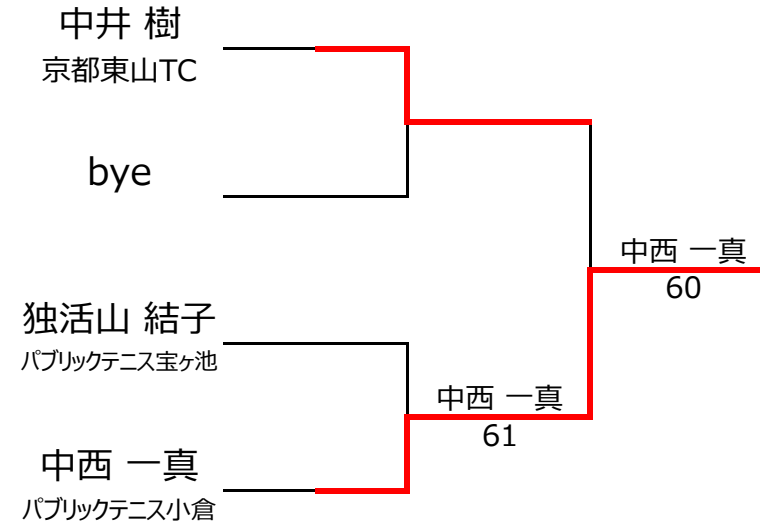 中井 樹
京都東山TC
bye
独活山 結子
パブリックテニス宝ヶ池
中西 一真
パブリックテニス小倉
中西 一真
61
中西 一真
60